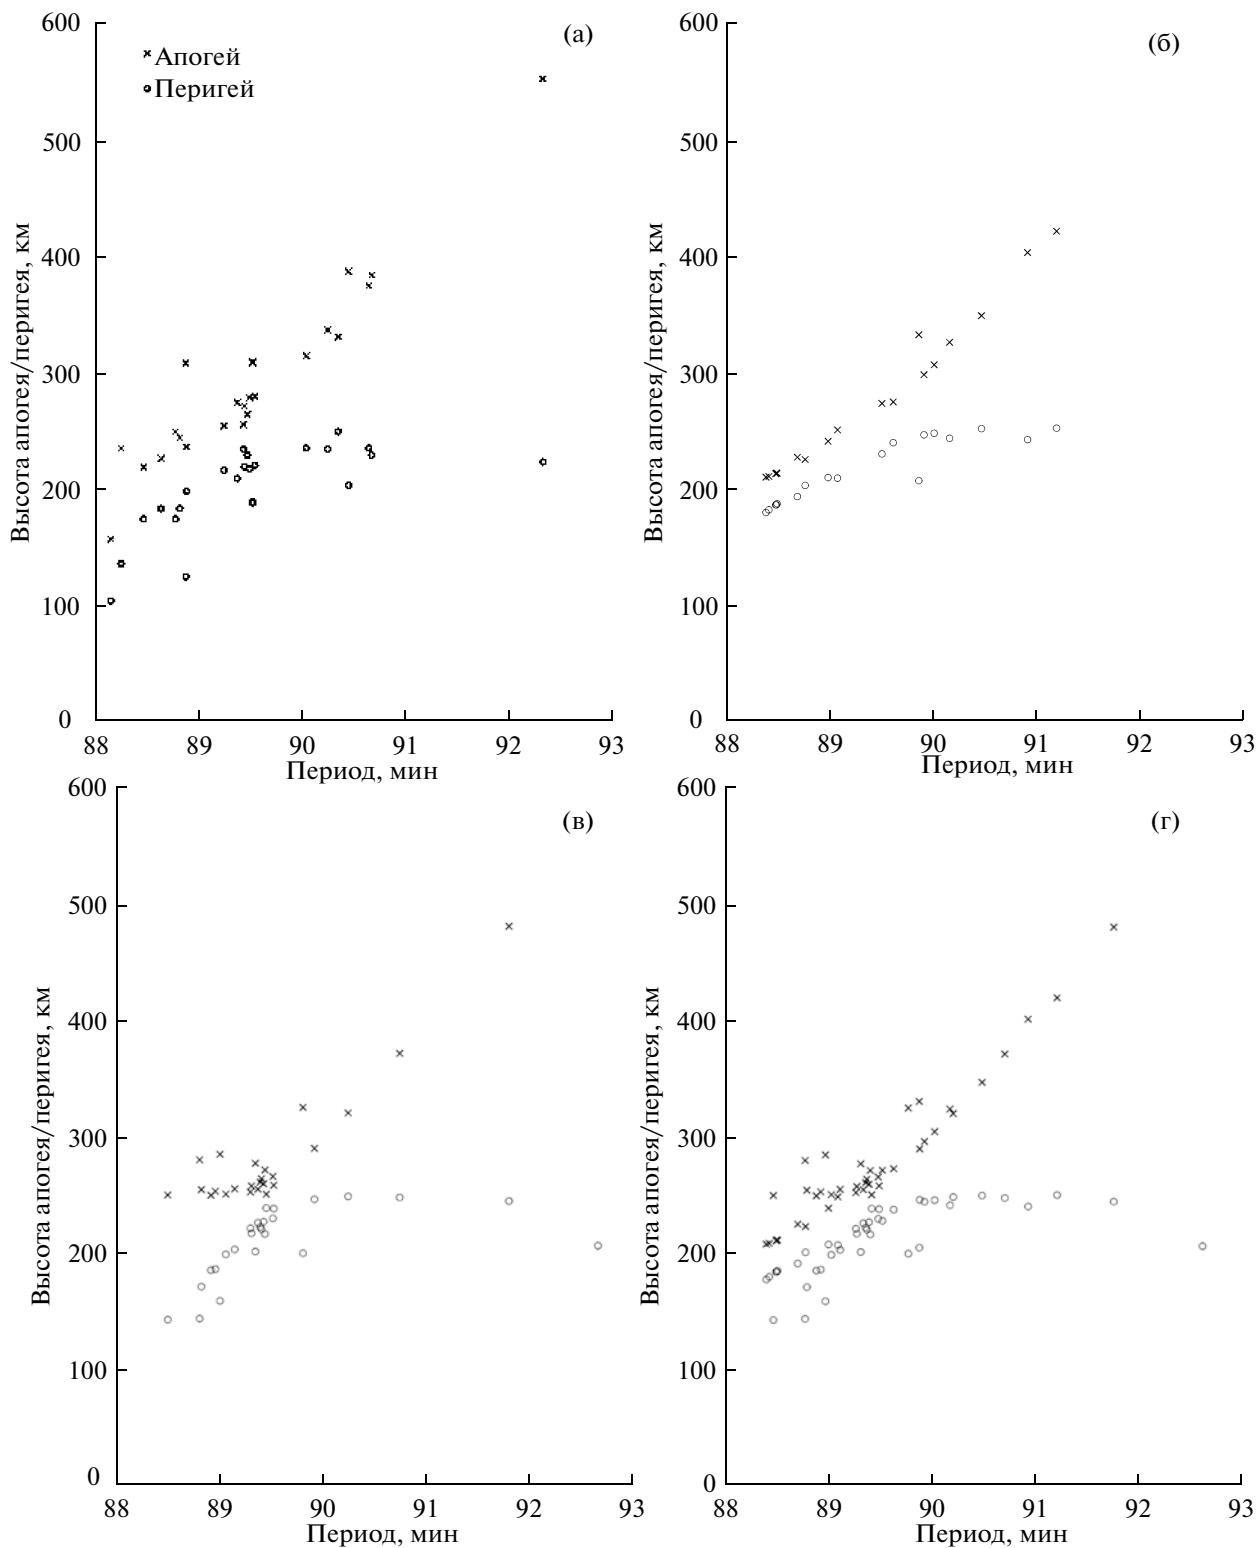 600
(а)
Апогей
Перигей
500
400
300
200
100
0
88 89 90 91 92 93
Период, мин
Высота апогея/перигея, км
600
(б)
500
400
300
200
100
0
88 89 90 91 92 93
Период, мин
Высота апогея/перигея, км
600
(в)
500
400
300
200
100
0
88 89 90 91 92 93
Период, мин
Высота апогея/перигея, км
600
(г)
500
400
300
200
100
0
88 89 90 91 92 93
Период, мин
Высота апогея/перигея, км